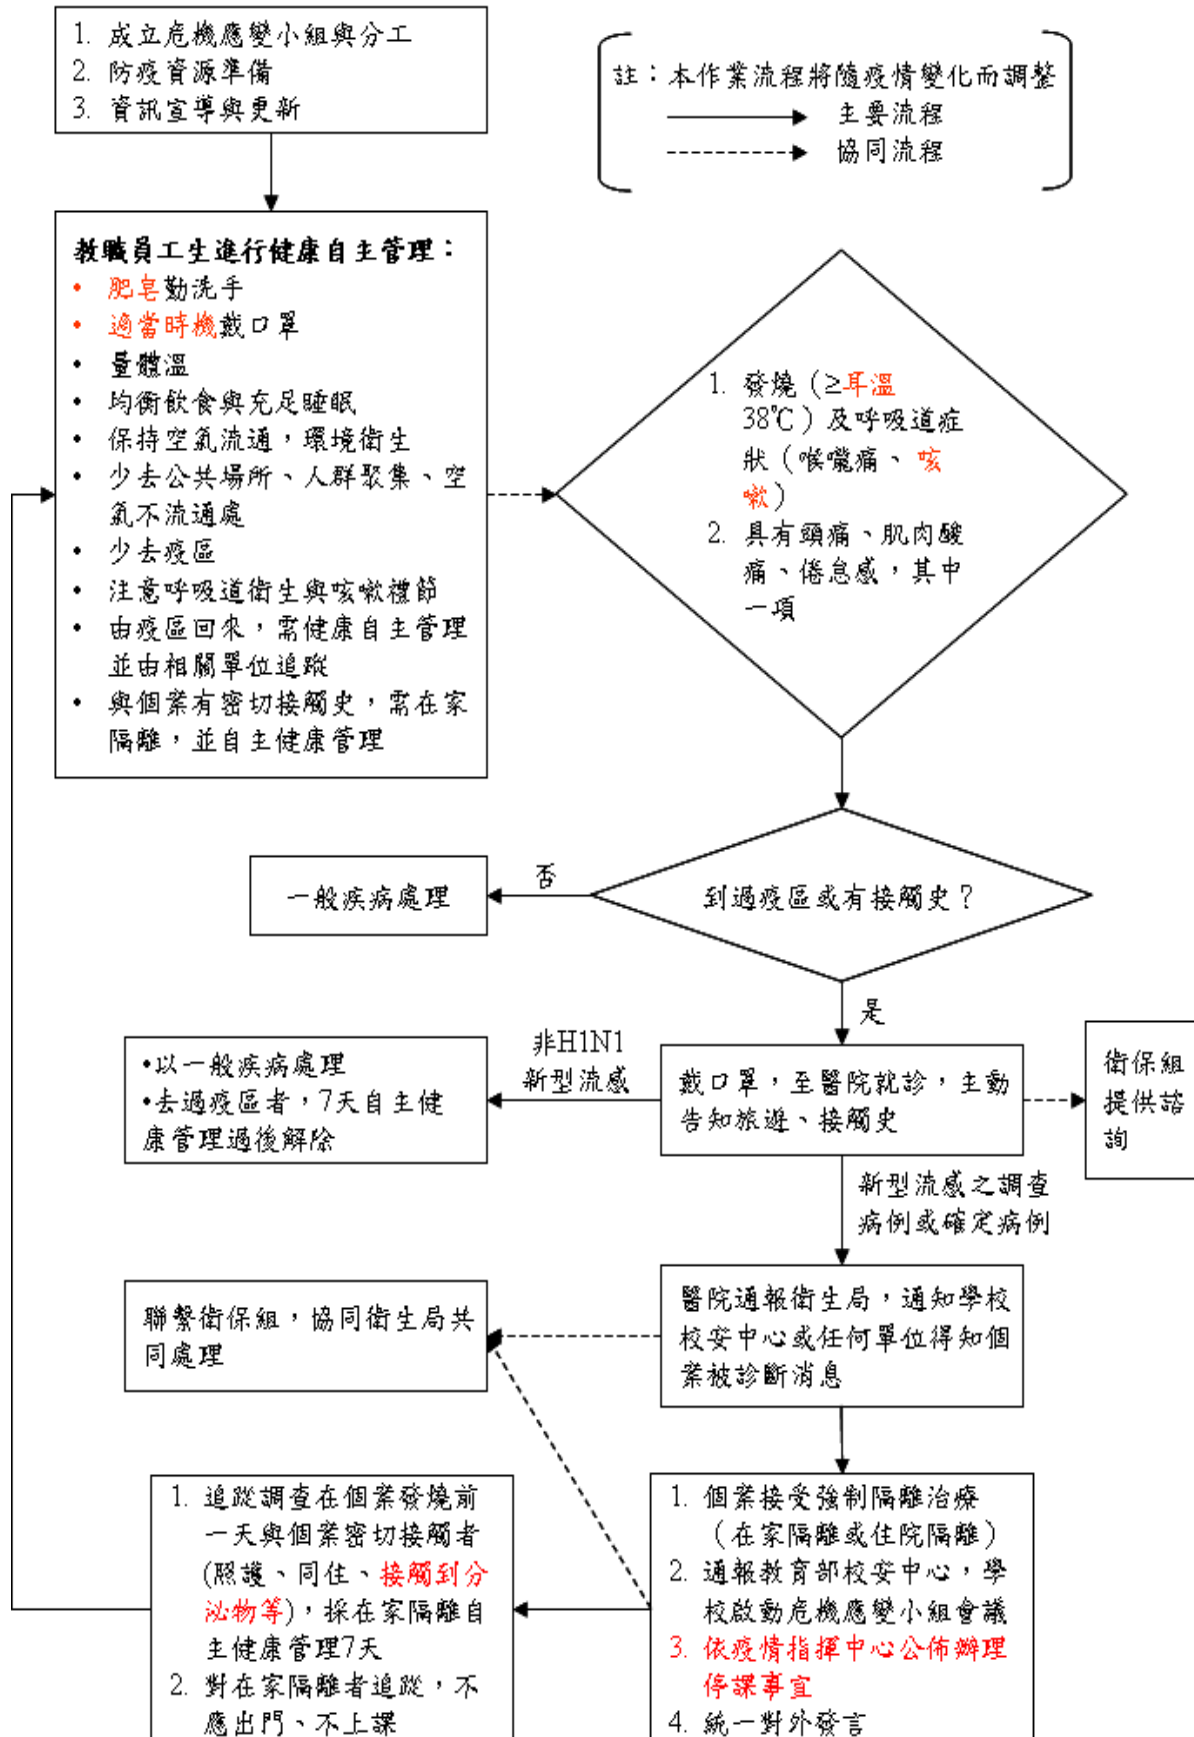 1. 成立危機應變小組與分工
2. 防疫資源準備
3. 資訊宣導與更新
註：本作業流程將隨疫情變化而調整
主要流程
協同流程
教職員工生進行健康自主管理：
• 肥皂勤洗手
• 適當時機戴口罩
• 量體溫
• 均衡飲食與充足睡眠
• 保持空氣流通，環境衛生
• 少去公共場所、人群聚集、空
氣不流通處
• 少去疫區
• 注意呼吸道衛生與咳嗽禮節
• 由疫區回來，需健康自主管理
並由相關單位追蹤
• 與個案有密切接觸史，需在家
隔離，並自主健康管理
1. 發燒（≥耳溫
38℃）及呼吸道症
狀（喉嚨痛、咳
嗽）
2. 具有頭痛、肌肉酸
痛、倦怠感，其中
一項
到過疫區或有接觸史？
否
一般疾病處理
是
戴口罩，至醫院就診，主動
告知旅遊、接觸史
非H1N1
新型流感
•以一般疾病處理
•去過疫區者，7天自主健
康管理過後解除
衛保組
提供諮
詢
新型流感之調查
病例或確定病例
醫院通報衛生局，通知學校
校安中心或任何單位得知個
案被診斷消息
聯繫衛保組，協同衛生局共
同處理
1. 個案接受強制隔離治療
（在家隔離或住院隔離）
2. 通報教育部校安中心，學
校啟動危機應變小組會議
3. 依疫情指揮中心公佈辦理
停課事宜
4. 統一對外發言
1. 追蹤調查在個案發燒前
一天與個案密切接觸者
(照護、同住、接觸到分
泌物等)，採在家隔離自
主健康管理7天
2. 對在家隔離者追蹤，不
應出門、不上課